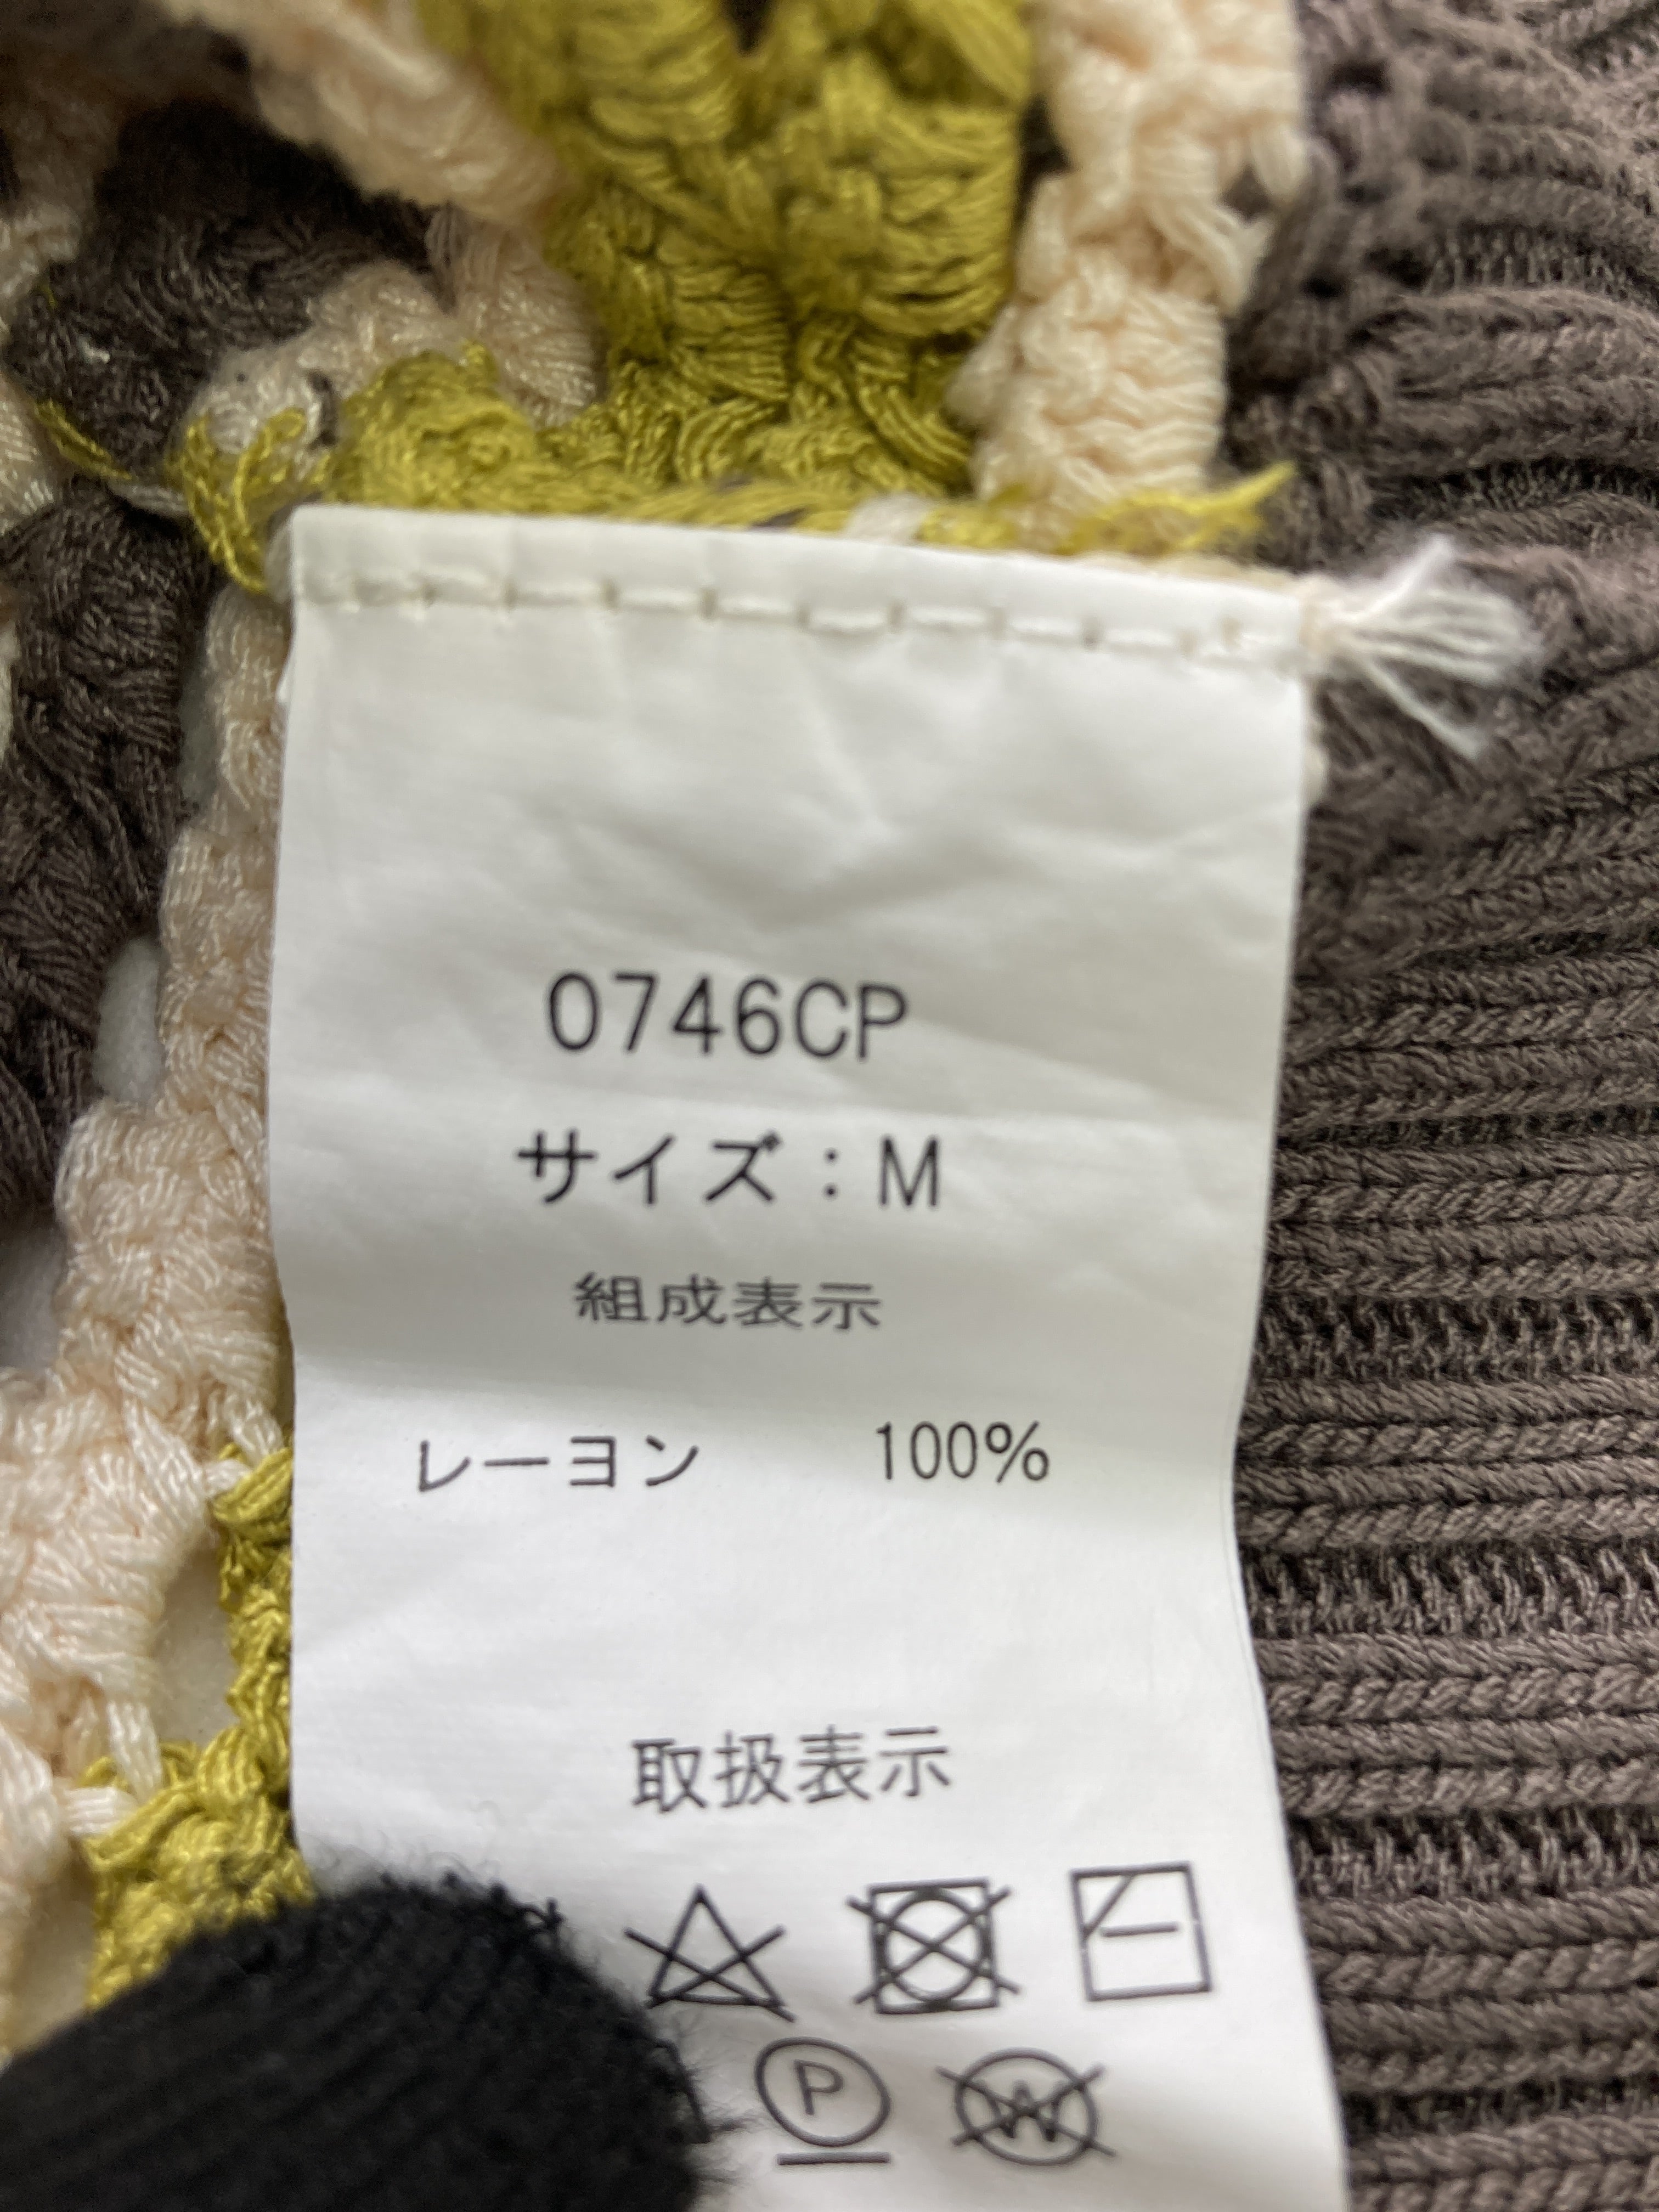 0746CP
サイズ：M
組成表示
レーヨン 100%
取扱表示
P W